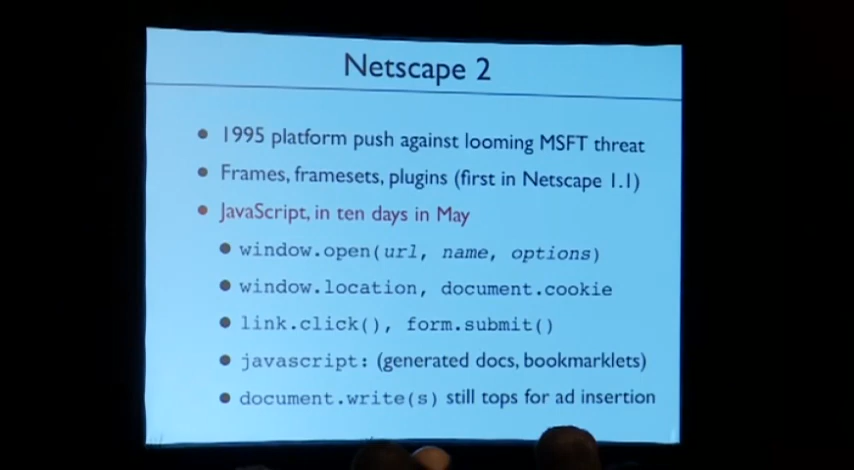 Netscape 2
• 1995 platform push against looming MSFT threat
• Frames, framesets, plugins (first in Netscape 1.1)
• JavaScript, in ten days in May
• window.open(url, name, options)
• window.location, document.cookie
• link.click(), form.submit()
• javascript: (generated docs, bookmarklets)
• document.write(s) still tops for ad insertion